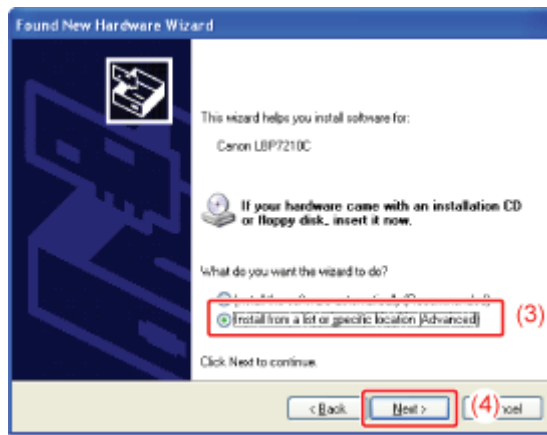 Found New Hardware Wizard
This wizard helps you install software for:
Canon LBP7210C
If your hardware came with an installation CD
or floppy disk, insert it now.
What do you want the wizard to do?
Install from a list or specific location (Advanced)
(3)
Click Next to continue.
< Back
Next >
(4)